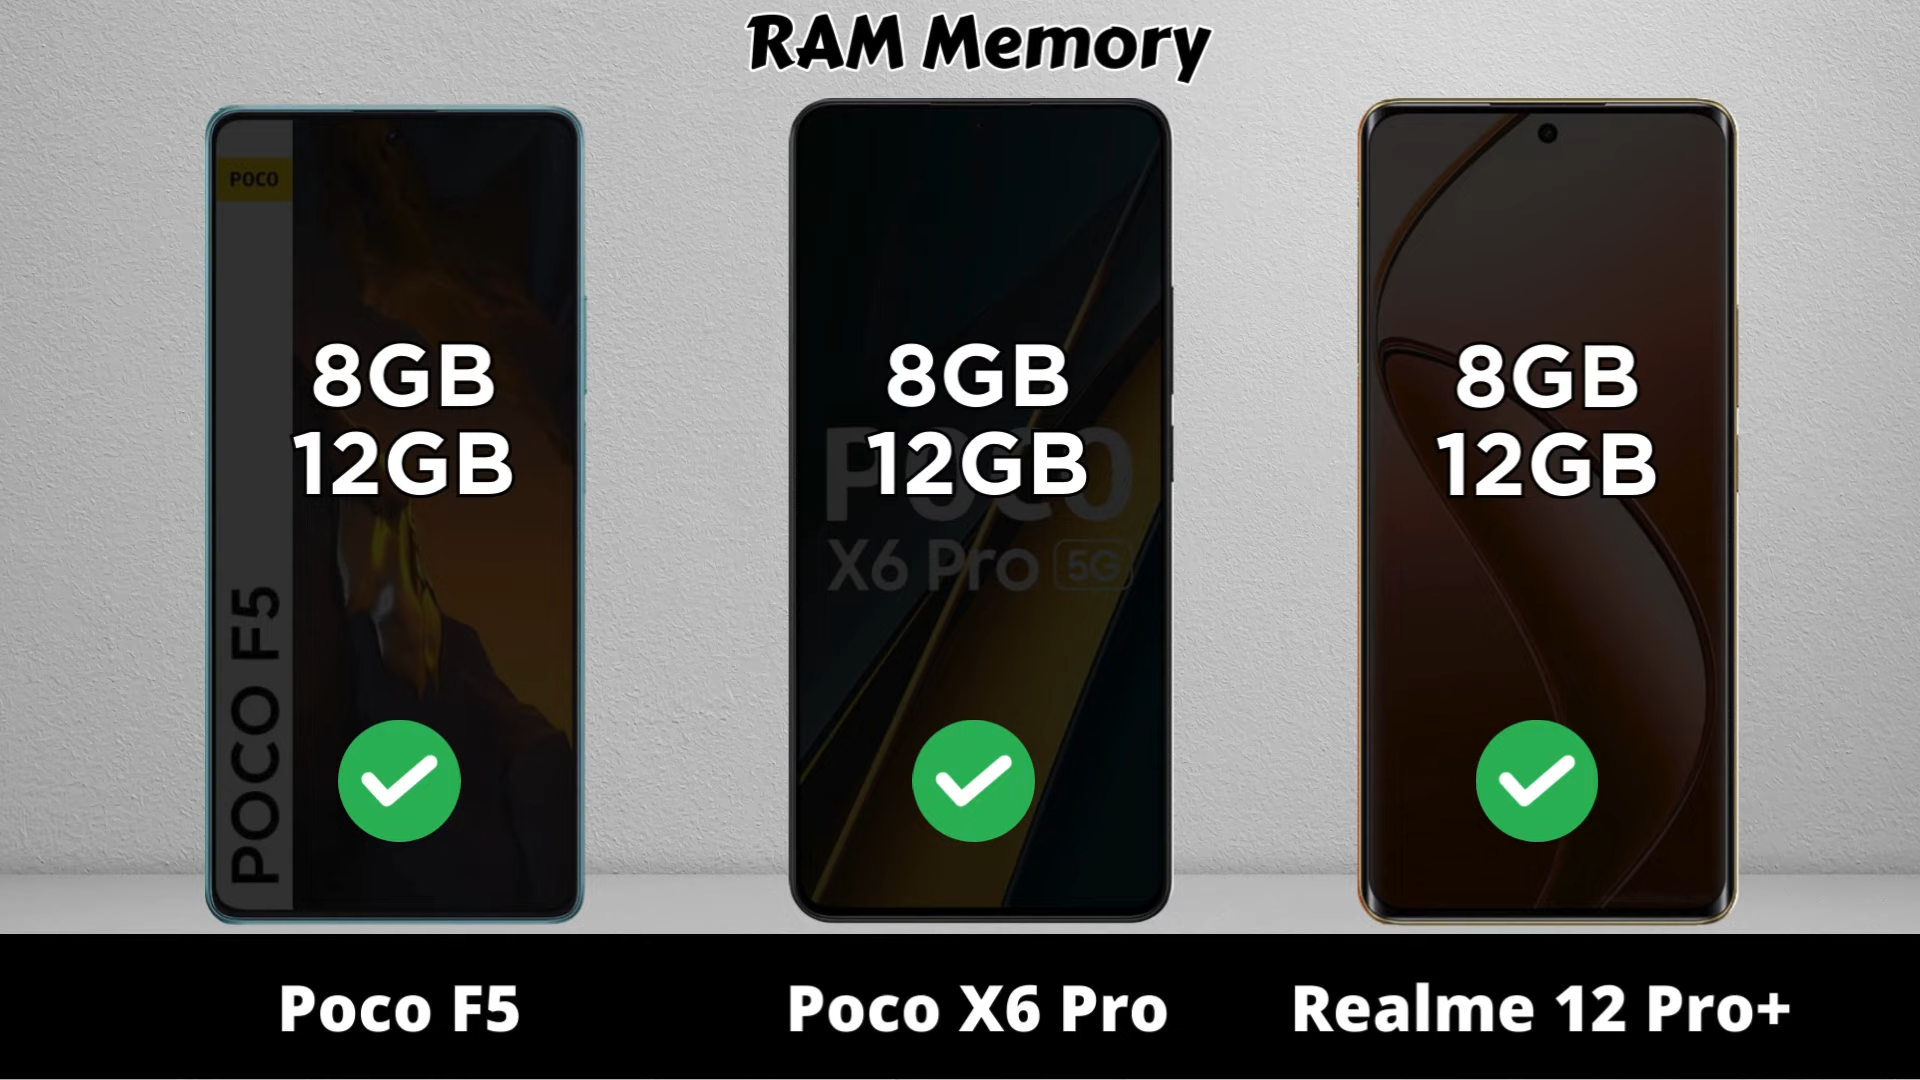 RAM Memory
POCO
POCO F5
8GB
12GB
POCO
X6 Pro 5G
8GB
12GB
8GB
12GB
Poco F5
Poco X6 Pro
Realme 12 Pro+